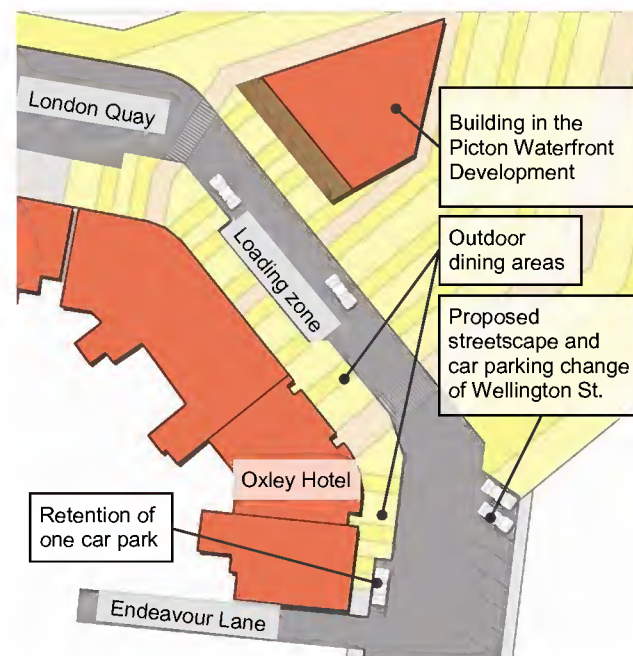 London Quay
Building in the
Picton Waterfront
Development
Loading zone
Outdoor
dining areas
Proposed
streetscape and
car parking change
of Wellington St.
Oxley Hotel
Retention of
one car park
Endeavour Lane